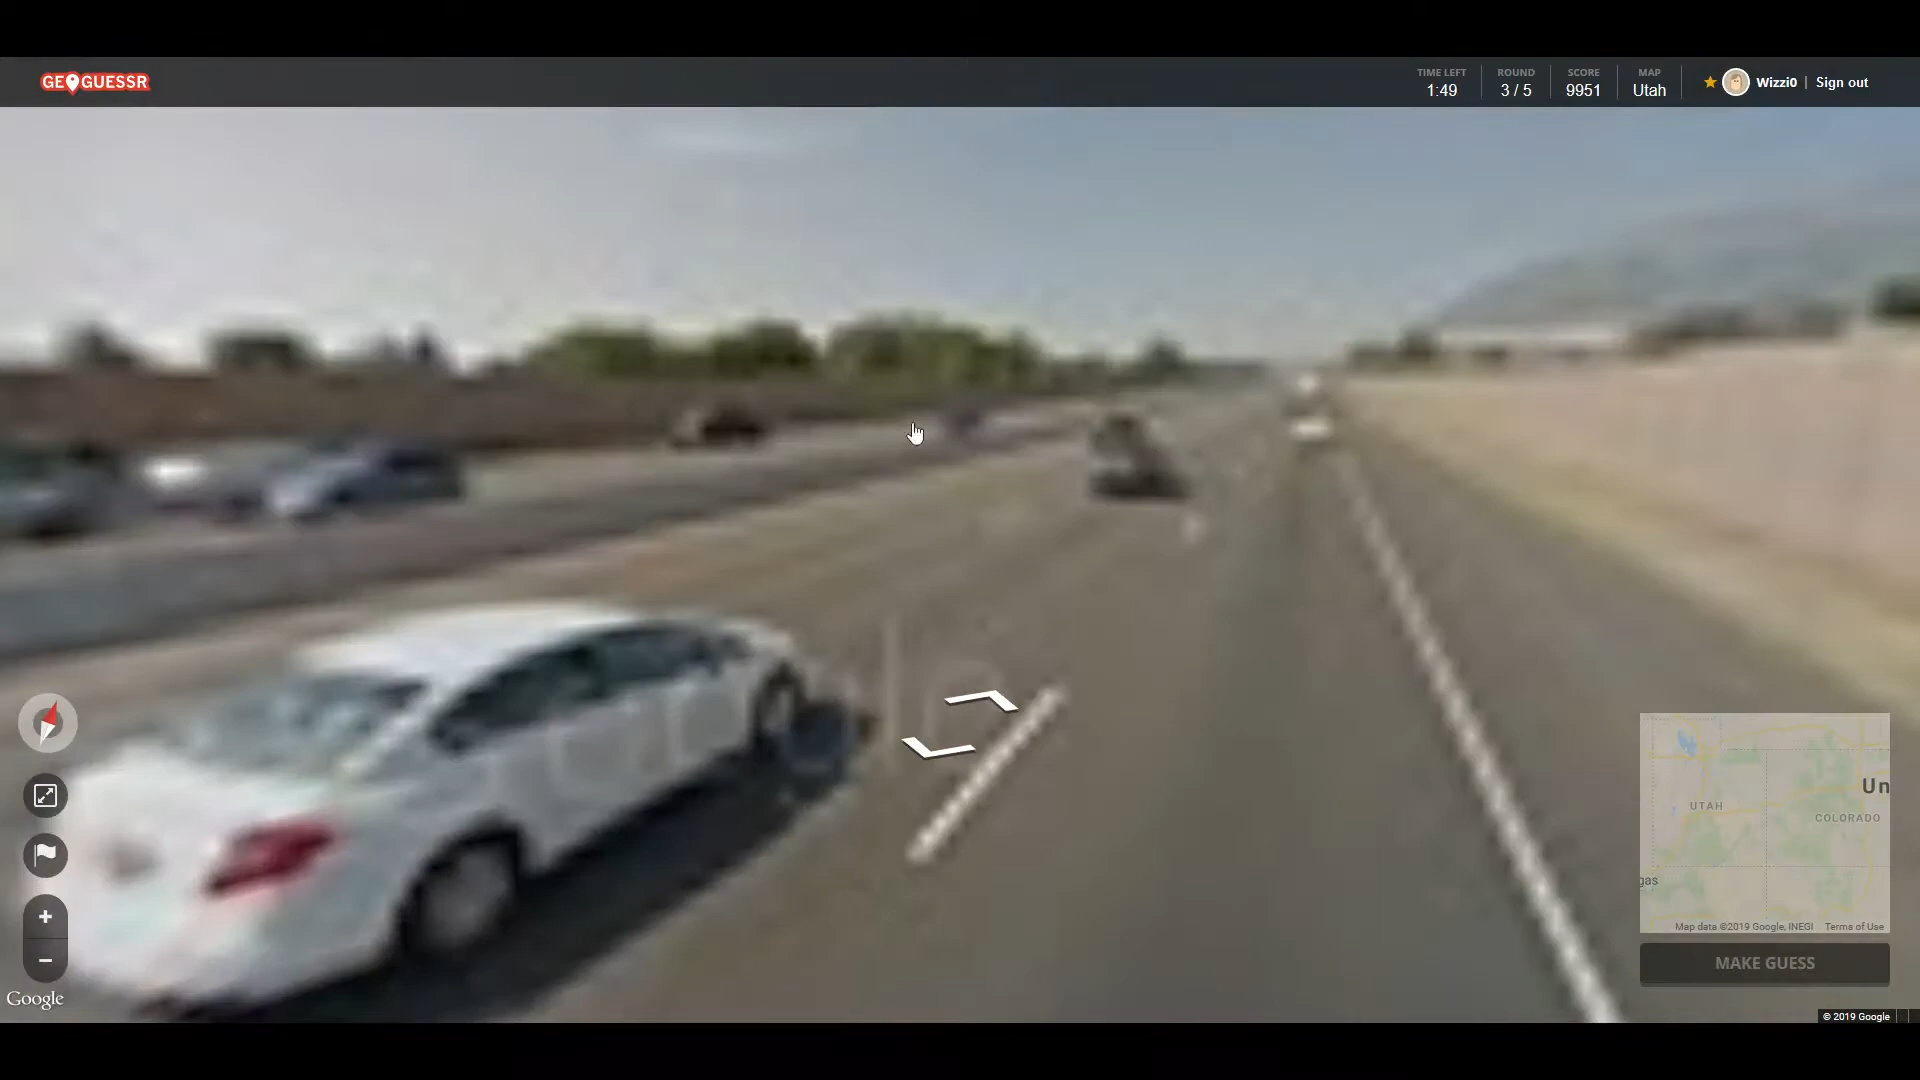 GEOGUESSR
TIME LEFT
1:49
ROUND
3 / 5
SCORE
9951
MAP
Utah
Wizzi0 | Sign out
Un
UTAH
COLORADO
gas
Map data ©2019 Google, INEGI
Terms of Use
MAKE GUESS
+
−
Google
© 2019 Google